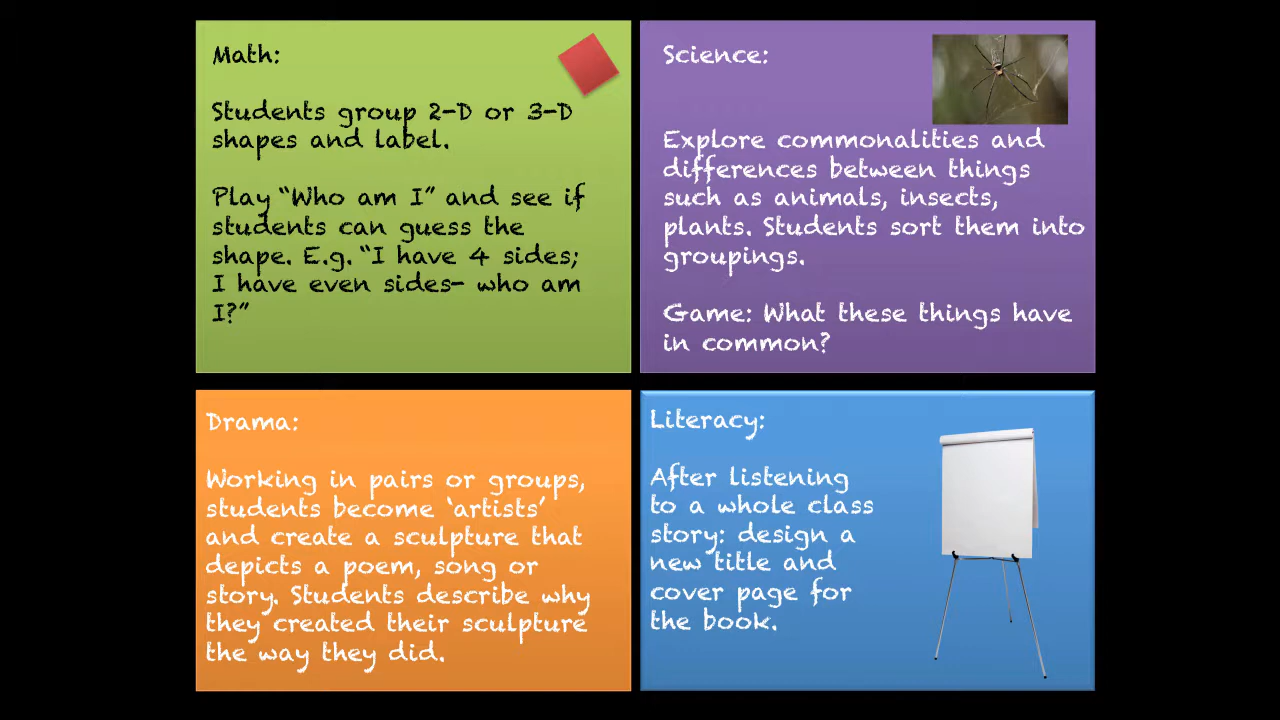 Math:
Students group 2-D or 3-D
shapes and label.
Play “Who am I” and see if
students can guess the
shape. E.g. “I have 4 sides;
I have even sides- who am
I?”
Science:
Explore commonalities and
differences between things
such as animals, insects,
plants. Students sort them into
groupings.
Game: What these things have
in common?
Drama:
Working in pairs or groups,
students become ‘artists’
and create a sculpture that
depicts a poem, song or
story. Students describe why
they created their sculpture
the way they did.
Literacy:
After listening
to a whole class
story: design a
new title and
cover page for
the book.